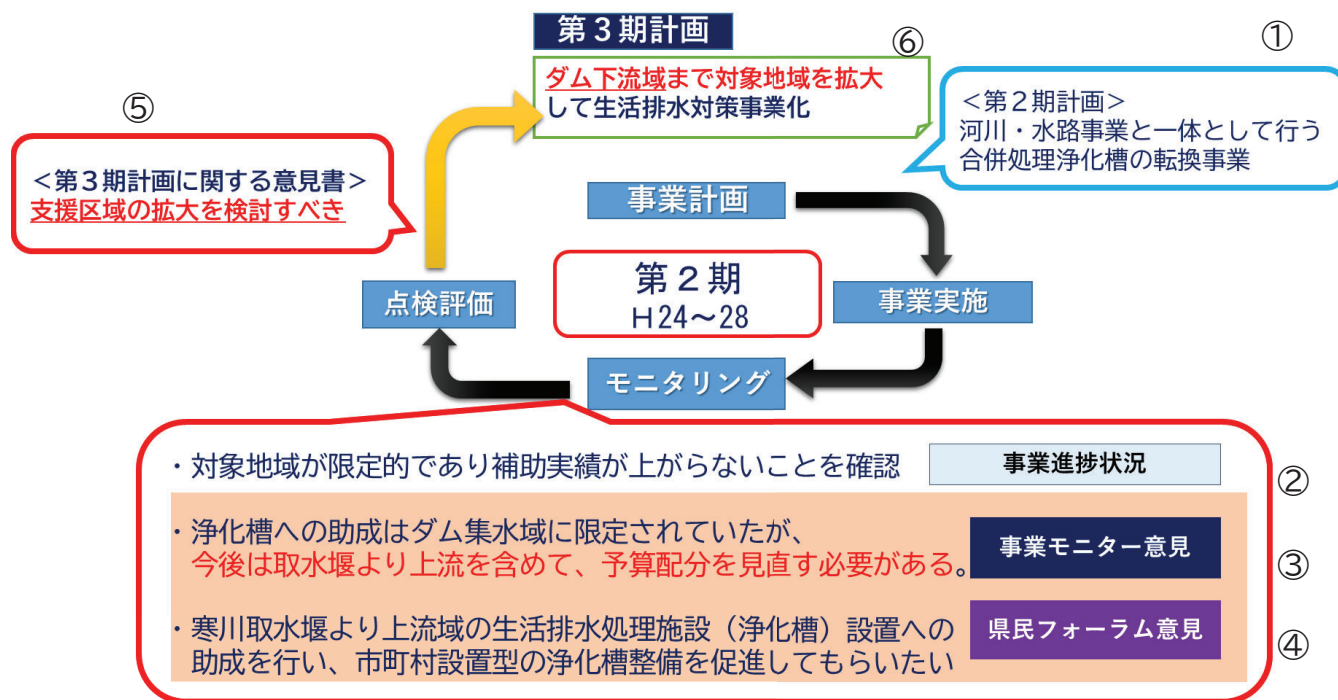 第３期計画
⑥
ダム下流域まで対象地域を拡大
して生活排水対策事業化
①
＜第２期計画＞
河川・水路事業と一体として行う
合併処理浄化槽の転換事業
⑤
＜第３期計画に関する意見書＞
支援区域の拡大を検討すべき
事業計画
第２期
H24～28
点検評価
事業実施
モニタリング
・対象地域が限定的であり補助実績が上がらないことを確認
事業進捗状況
②
・浄化槽への助成はダム集水域に限定されていたが、
今後は取水堰より上流を含めて、予算配分を見直す必要がある。
事業モニター意見
③
・寒川取水堰より上流域の生活排水処理施設（浄化槽）設置への
助成を行い、市町村設置型の浄化槽整備を促進してもらいたい
県民フォーラム意見
④